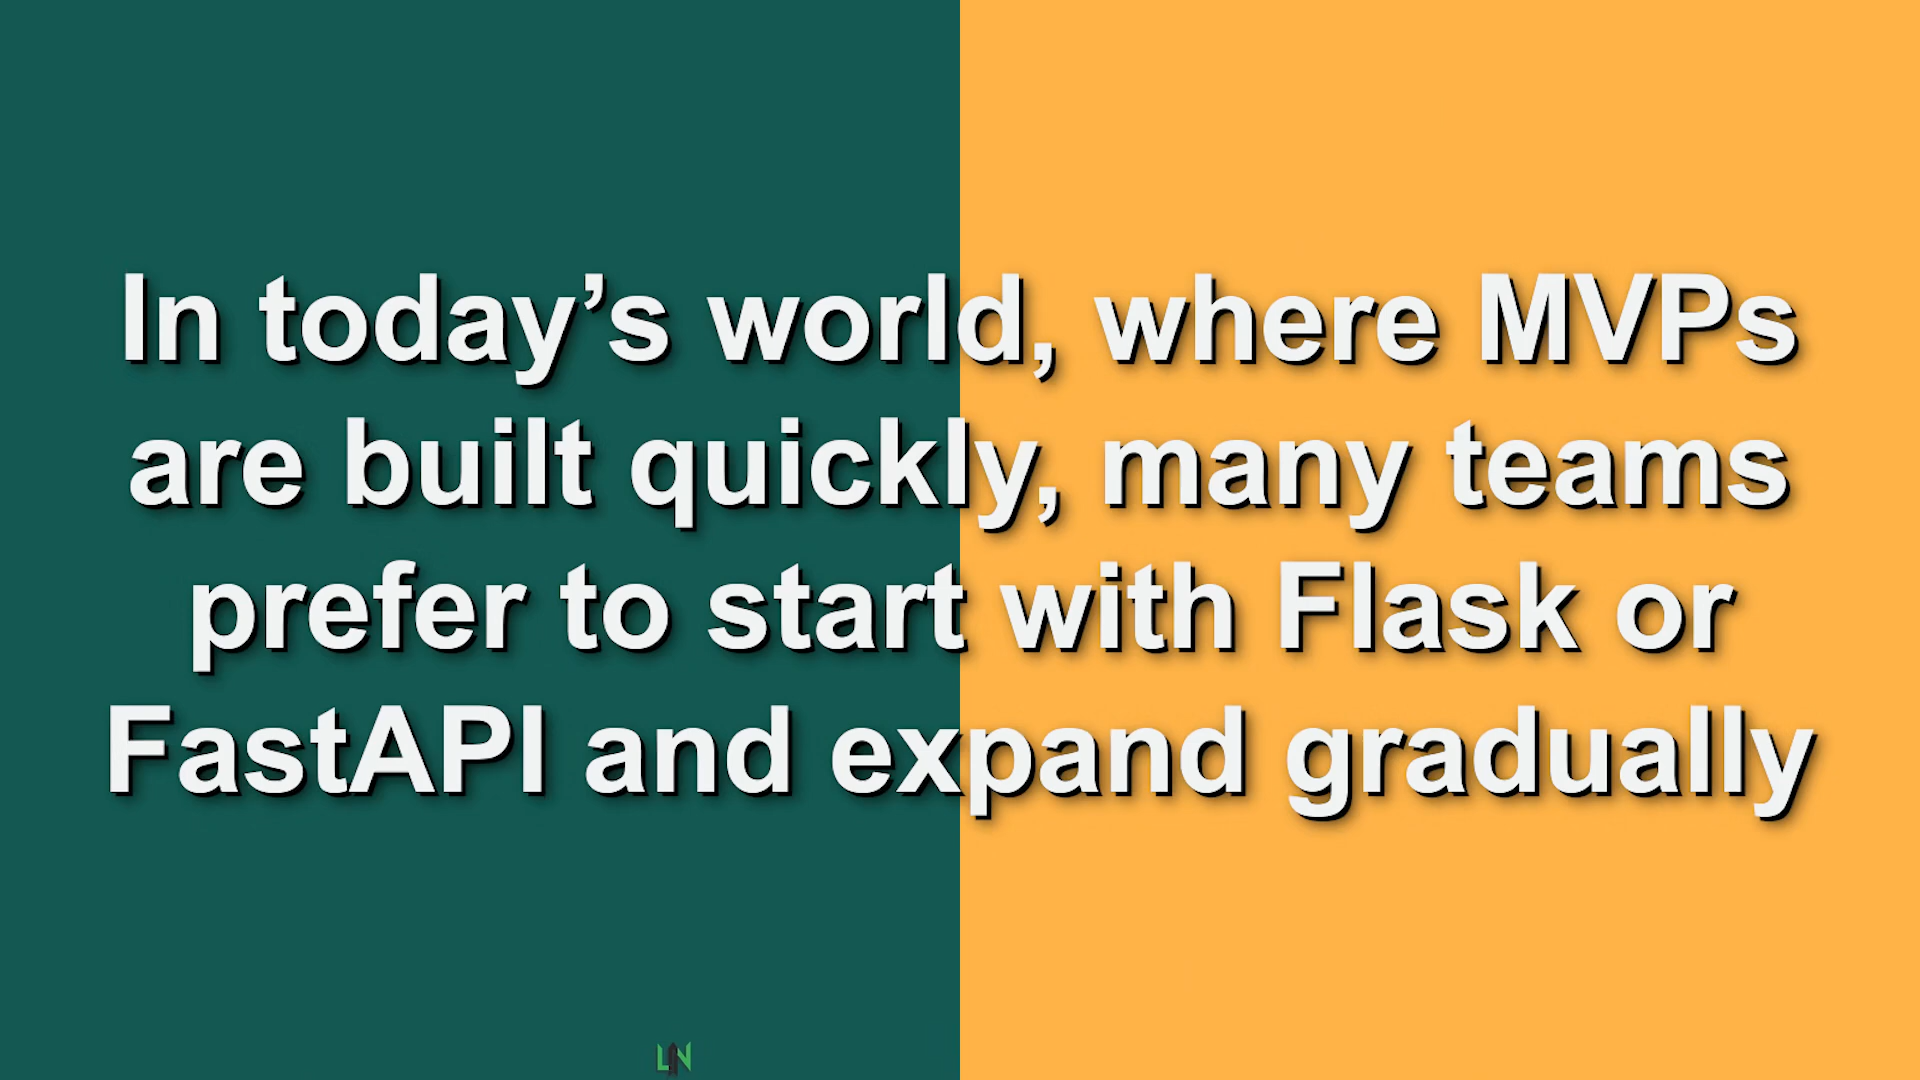 In today’s world, where MVPs
are built quickly, many teams
prefer to start with Flask or
FastAPI and expand gradually
LN